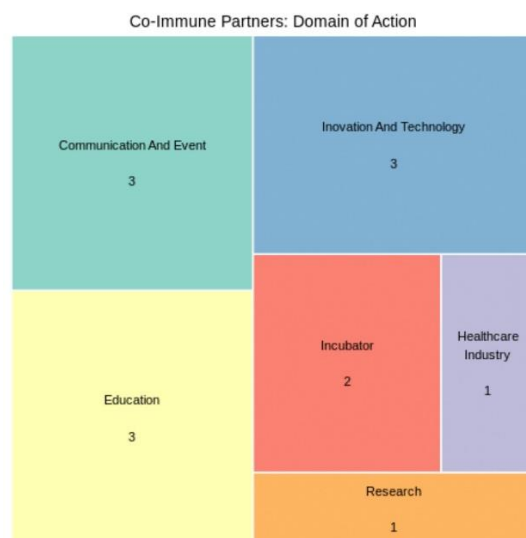 Co-Immune Partners: Domain of Action
Communication And Event
3
Inovation And Technology
3
Education
3
Incubator
2
Healthcare
Industry
1
Research
1